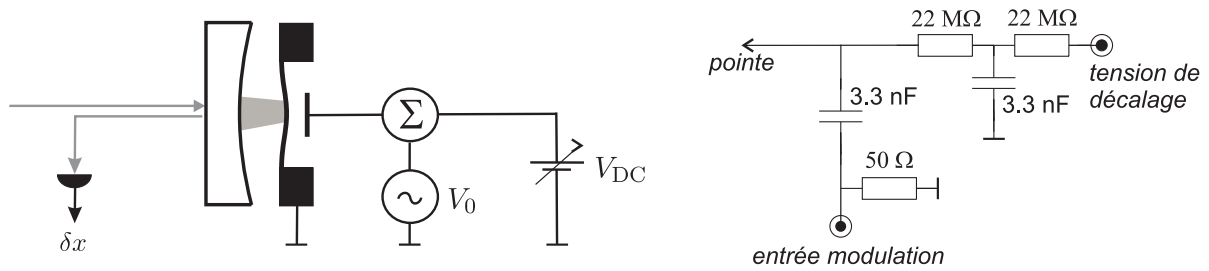 δx
Σ
V₀
V_DC
22 MΩ
22 MΩ
pointe
3.3 nF
3.3 nF
tension de
décalage
50 Ω
entrée modulation